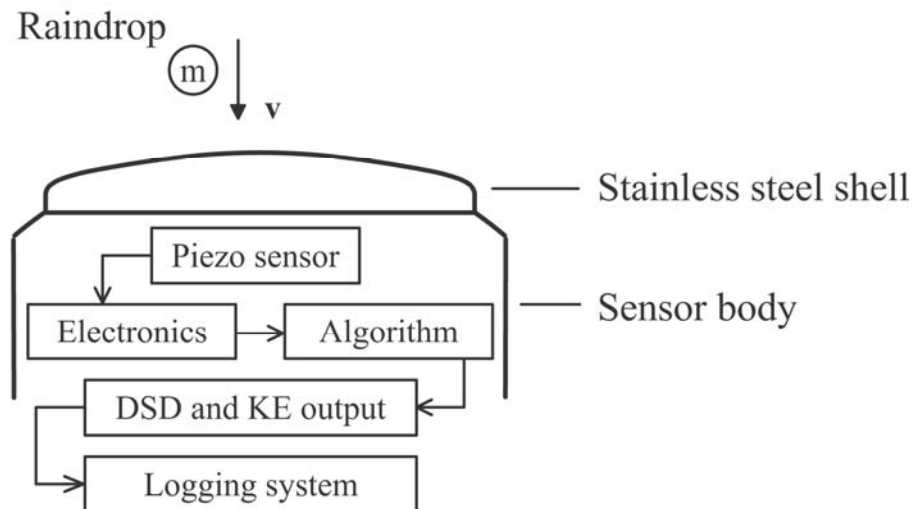 Raindrop
m
v
Stainless steel shell
Piezo sensor
Sensor body
Electronics
Algorithm
DSD and KE output
Logging system